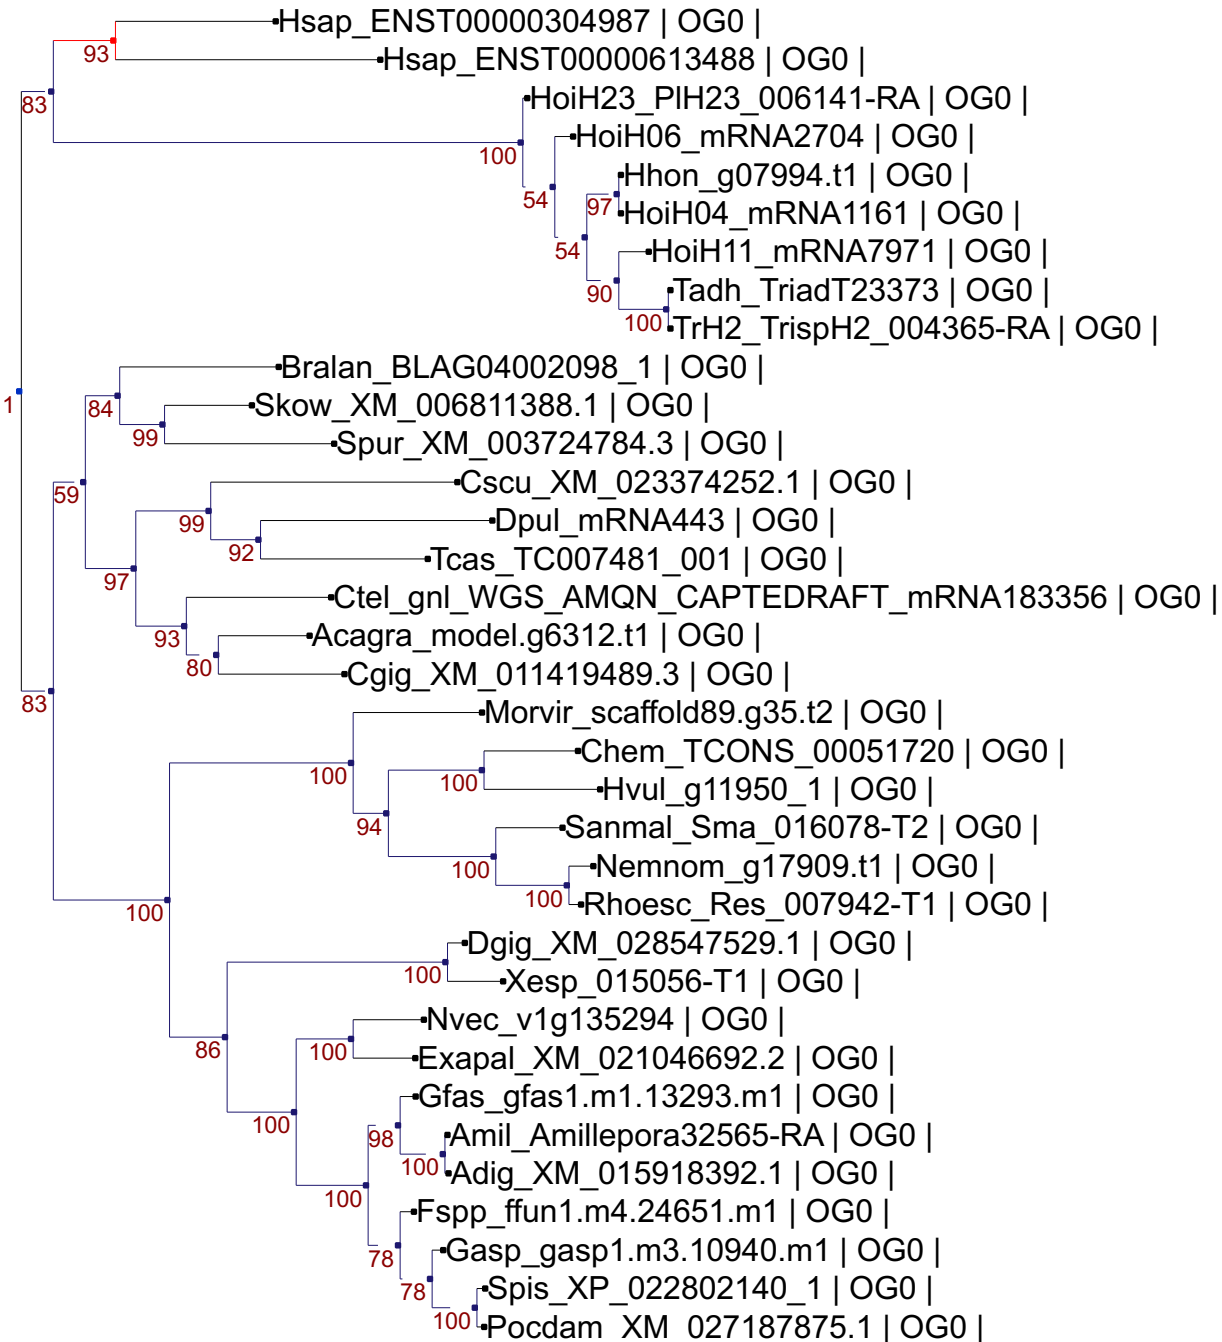 Hsap_ENST00000304987 | OG0 |
93
Hsap_ENST00000613488 | OG0 |
83
HoiH23_PlH23_006141-RA | OG0 |
HoiH06_mRNA2704 | OG0 |
100
Hhon_g07994.t1 | OG0 |
54
97
HoiH04_mRNA1161 | OG0 |
54
HoiH11_mRNA7971 | OG0 |
90
Tadh_TriadT23373 | OG0 |
100
TrH2_TrispH2_004365-RA | OG0 |
Bralan_BLAG04002098_1 | OG0 |
1
84
Skow_XM_006811388.1 | OG0 |
99
Spur_XM_003724784.3 | OG0 |
59
Cscu_XM_023374252.1 | OG0 |
99
Dpul_mRNA443 | OG0 |
92
Tcas_TC007481_001 | OG0 |
97
Ctel_gnl_WGS_AMQN_CAPTEDRAFT_mRNA183356 | OG0 |
93
Acagra_model.g6312.t1 | OG0 |
80
Cgig_XM_011419489.3 | OG0 |
83
Morvir_scaffold89.g35.t2 | OG0 |
Chem_TCONS_00051720 | OG0 |
100
100
Hvul_g11950_1 | OG0 |
94
Sanmal_Sma_016078-T2 | OG0 |
100
Nemnom_g17909.t1 | OG0 |
100
Rhoesc_Res_007942-T1 | OG0 |
100
Dgig_XM_028547529.1 | OG0 |
100
Xesp_015056-T1 | OG0 |
Nvec_v1g135294 | OG0 |
86
100
Exapal_XM_021046692.2 | OG0 |
Gfas_gfas1.m1.13293.m1 | OG0 |
100
98
Amil_Amillepora32565-RA | OG0 |
100
Adig_XM_015918392.1 | OG0 |
100
Fspp_ffun1.m4.24651.m1 | OG0 |
78
Gasp_gasp1.m3.10940.m1 | OG0 |
78
Spis_XP_022802140_1 | OG0 |
100
Pocdam_XM_027187875.1 | OG0 |